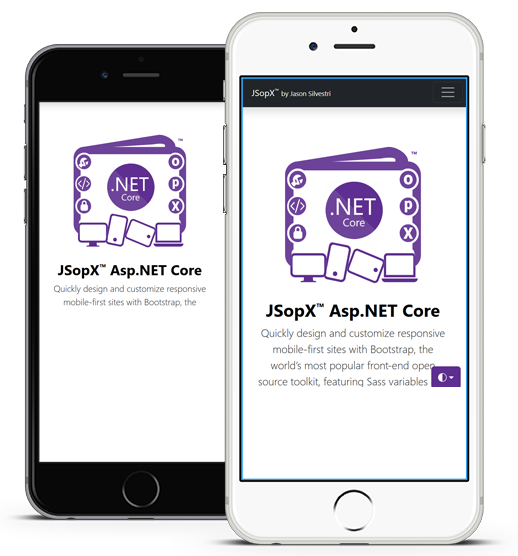 ™
.NET
Core
</>
O
P
X
JSopX™ Asp.NET Core
Quickly design and customize responsive
mobile-first sites with Bootstrap, the
JSopX™ by Jason Silvestri
™
.NET
Core
</>
O
P
X
JSopX™ Asp.NET Core
Quickly design and customize responsive
mobile-first sites with Bootstrap, the
world's most popular front-end open
source toolkit, featuring Sass variables